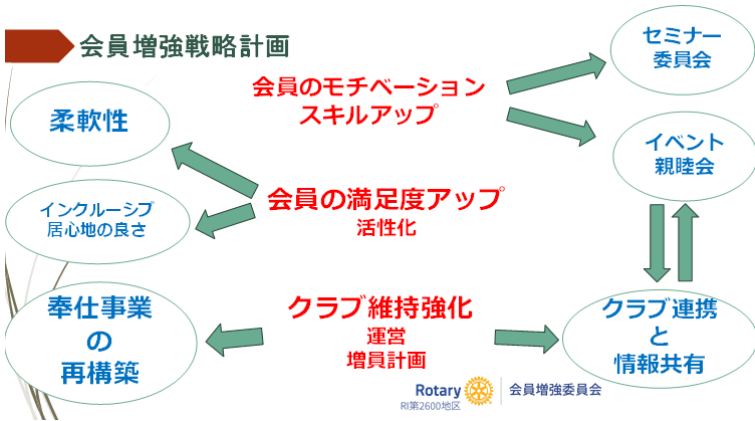 会員増強戦略計画
セミナー
委員会
会員のモチベーション
スキルアップ
柔軟性
イベント
親睦会
会員の満足度アップ
活性化
インクルーシブ
居心地の良さ
奉仕事業
の
再構築
クラブ維持強化
運営
増員計画
クラブ連携
と
情報共有
Rotary
RI第2600地区
会員増強委員会